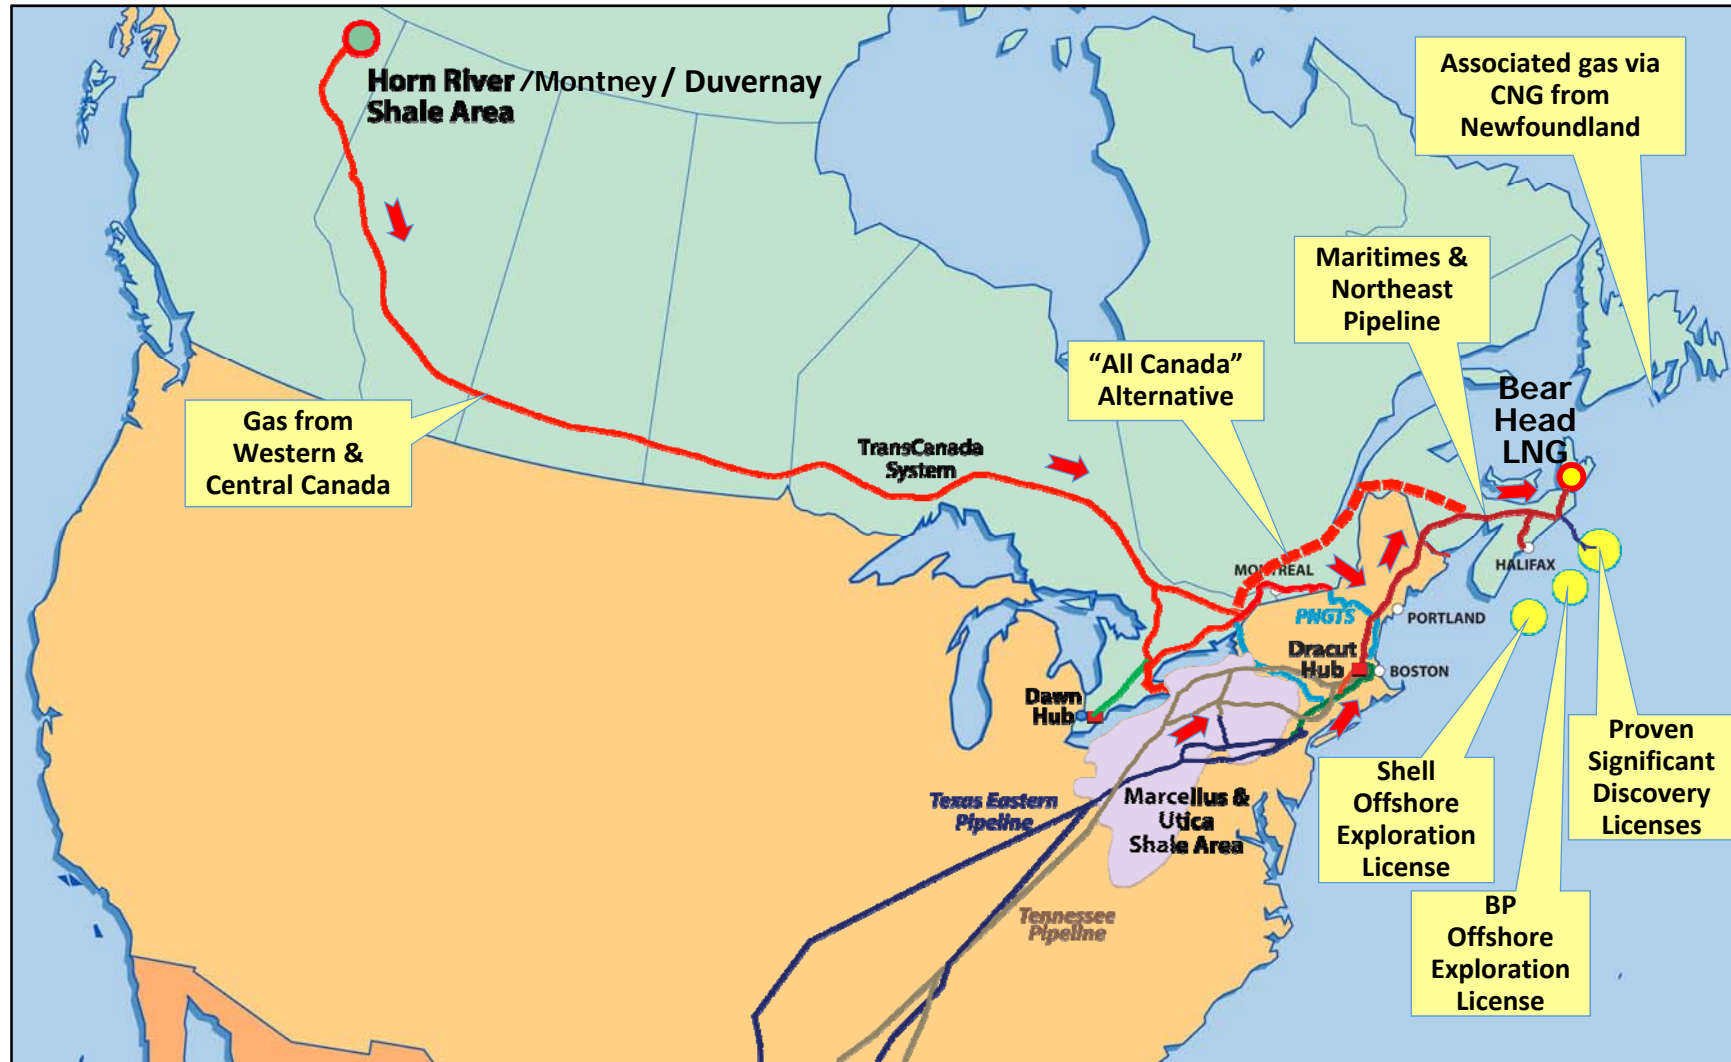 Horn River /Montney / Duvernay
Shale Area
Associated gas via
CNG from
Newfoundland
Maritimes &
Northeast
Pipeline
“All Canada”
Alternative
Bear
Head
LNG
Gas from
Western &
Central Canada
TransCanada
System
MONTREAL
HALIFAX
PNGTS
PORTLAND
Dracut
Hub
BOSTON
Dawn
Hub
Proven
Significant
Discovery
Licenses
Shell
Offshore
Exploration
License
Texas Eastern
Pipeline
Marcellus &
Utica
Shale Area
Tennessee
Pipeline
BP
Offshore
Exploration
License